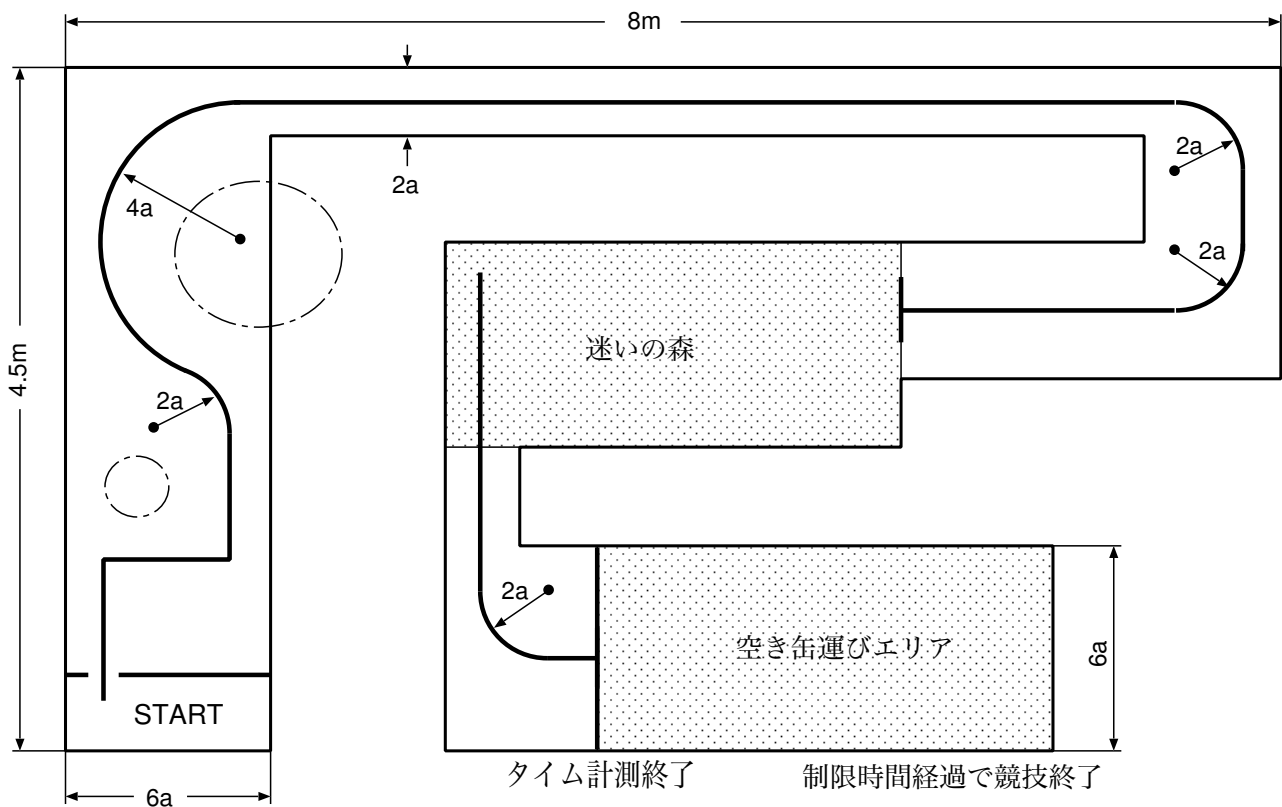 8m
2a
2a
4a
2a
4.5m
迷いの森
2a
2a
空き缶運びエリア
6a
START
タイム計測終了
制限時間経過で競技終了
6a